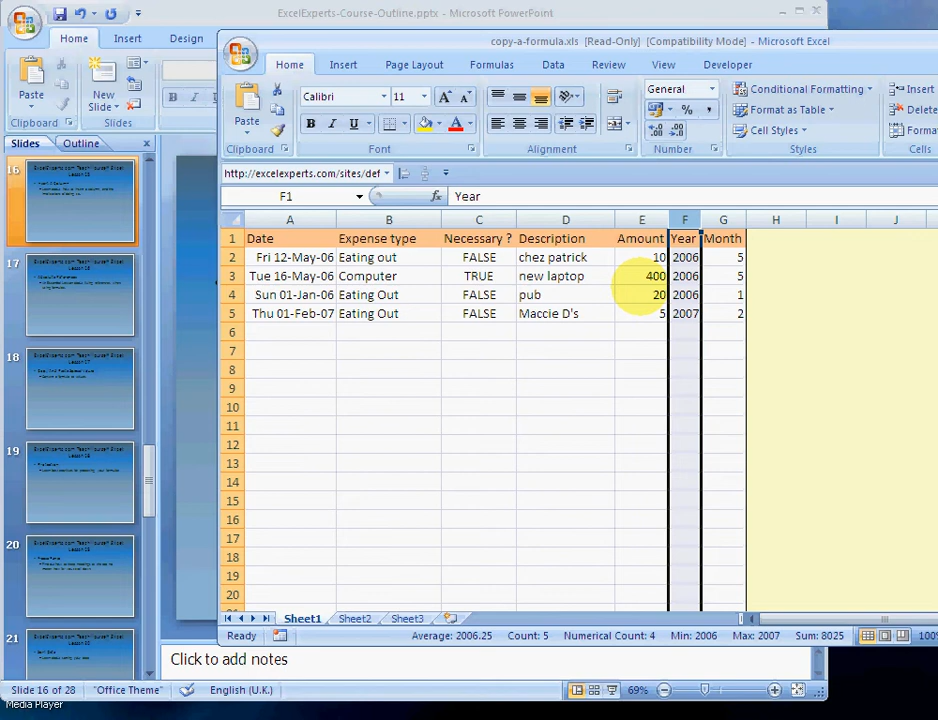 ExcelExperts-Course-Outline.pptx - Microsoft PowerPoint
Home Insert Design
Paste
New
Slide
Clipboard Slides
Slides Outline
16
17
18
19
20
21
copy-a-formula.xls [Read-Only] [Compatibility Mode] - Microsoft Excel
Home Insert Page Layout Formulas Data Review View Developer
Paste
Calibri 11
B I U
General
Conditional Formatting
Format as Table
Cell Styles
Insert
Delete
Forma
Clipboard Font Alignment Number Styles Cells
http://excelexperts.com/sites/def
F1 fx Year
A B C D E F G H I J
1 Date Expense type Necessary ? Description Amount Year Month
2 Fri 12-May-06 Eating out FALSE chez patrick 10 2006 5
3 Tue 16-May-06 Computer TRUE new laptop 400 2006 5
4 Sun 01-Jan-06 Eating Out FALSE pub 20 2006 1
5 Thu 01-Feb-07 Eating Out FALSE Maccie D's 5 2007 2
6
7
8
9
10
11
12
13
14
15
16
17
18
19
20
Sheet1 Sheet2 Sheet3
Ready Average: 2006.25 Count: 5 Numerical Count: 4 Min: 2006 Max: 2007 Sum: 8025 100%
Click to add notes
Slide 16 of 28 "Office Theme" English (U.K.) 69%
Media Player